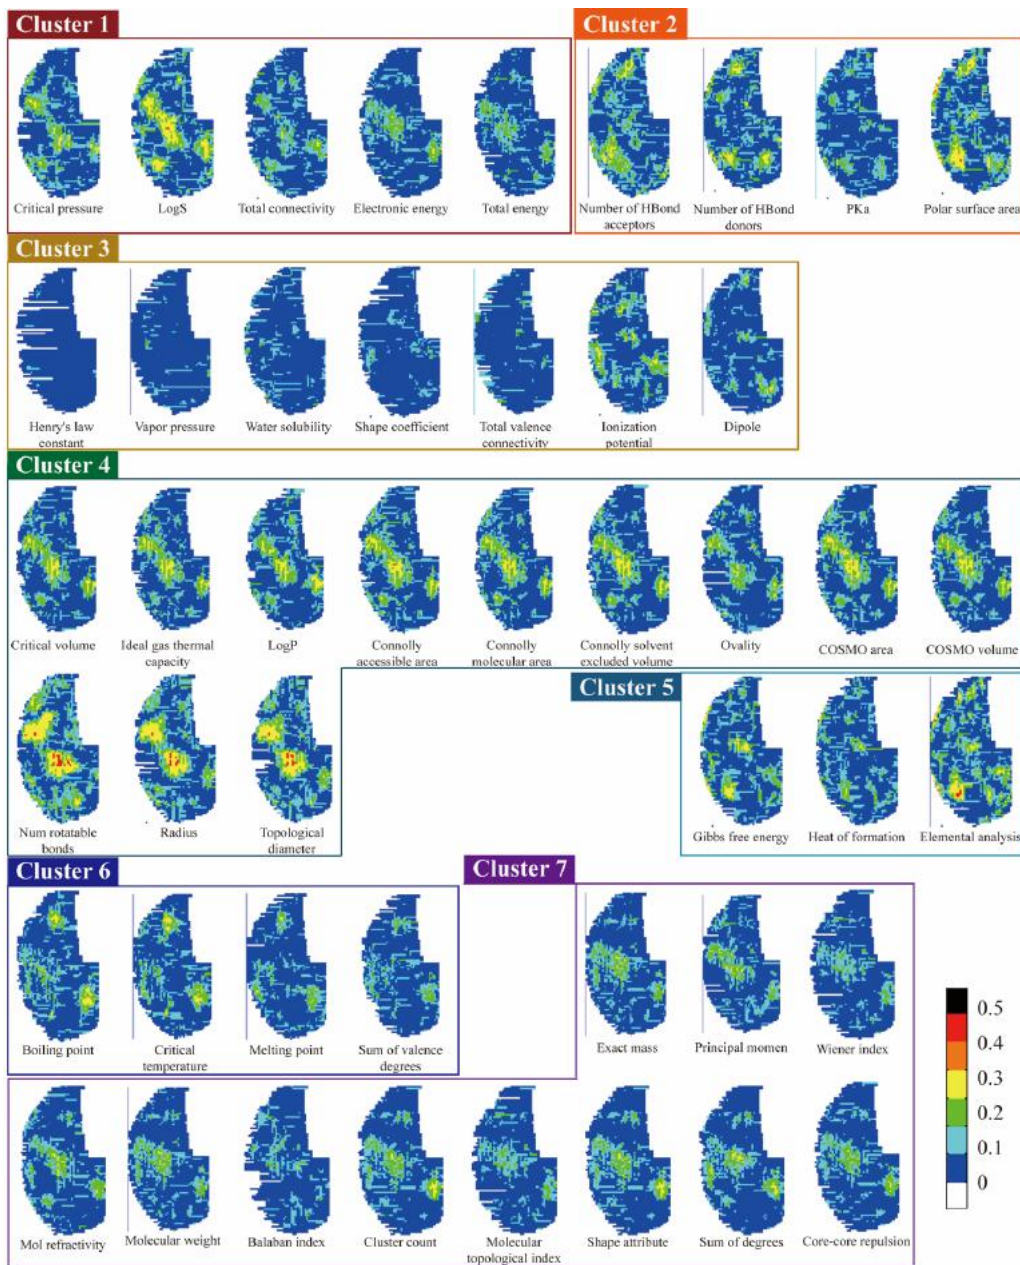 Cluster 1
Cluster 2
Critical pressure
LogS
Total connectivity
Electronic energy
Total energy
Number of HBond
acceptors
Number of HBond
donors
PKa
Polar surface area
Cluster 3
Henry's law
constant
Vapor pressure
Water solubility
Shape coefficient
Total valence
connectivity
Ionization
potential
Dipole
Cluster 4
Critical volume
Ideal gas thermal
capacity
LogP
Connolly
accessible area
Connolly
molecular area
Connolly solvent
excluded volume
Ovality
COSMO area
COSMO volume
Cluster 5
Num rotatable
bonds
Radius
Topological
diameter
Gibbs free energy
Heat of formation
Elemental analysis
Cluster 6
Cluster 7
Boiling point
Critical
temperature
Melting point
Sum of valence
degrees
Exact mass
Principal momen
Wiener index
0.5
0.4
0.3
0.2
0.1
0
Mol refractivity
Molecular weight
Balaban index
Cluster count
Molecular
topological index
Shape attribute
Sum of degrees
Core-core repulsion